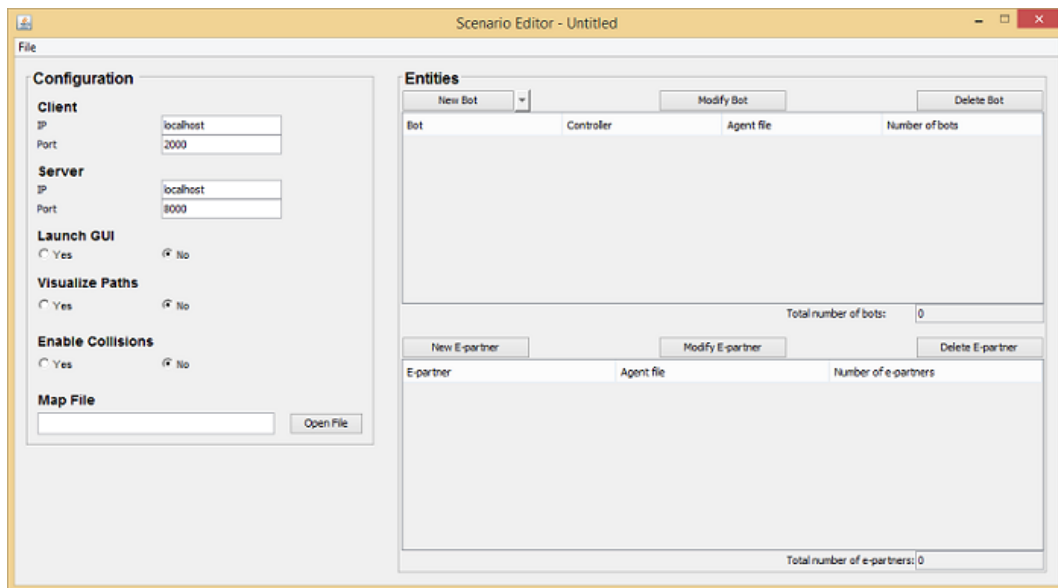 Scenario Editor - Untitled
File
Configuration
Client
IP localhost
Port 2000
Server
IP localhost
Port 8000
Launch GUI
Yes No
Visualize Paths
Yes No
Enable Collisions
Yes No
Map File
Open File
Entities
New Bot Modify Bot Delete Bot
Bot Controller Agent file Number of bots
Total number of bots: 0
New E-partner Modify E-partner Delete E-partner
E-partner Agent file Number of e-partners
Total number of e-partners: 0